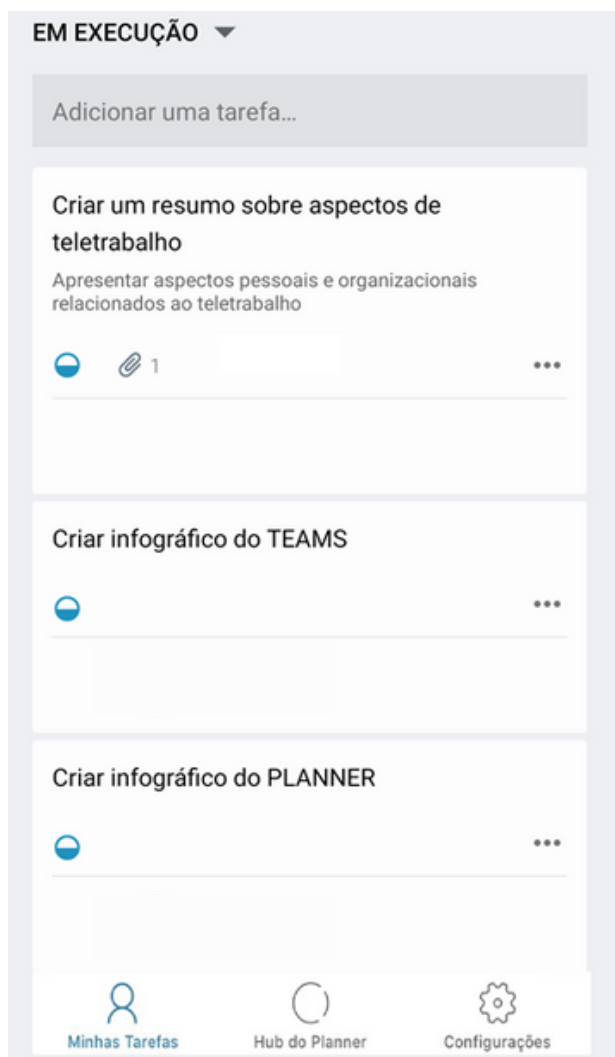 EM EXECUÇÃO
Adicionar uma tarefa...
Criar um resumo sobre aspectos de
teletrabalho
Apresentar aspectos pessoais e organizacionais
relacionados ao teletrabalho
1
Criar infográfico do TEAMS
Criar infográfico do PLANNER
Minhas Tarefas
Hub do Planner
Configurações